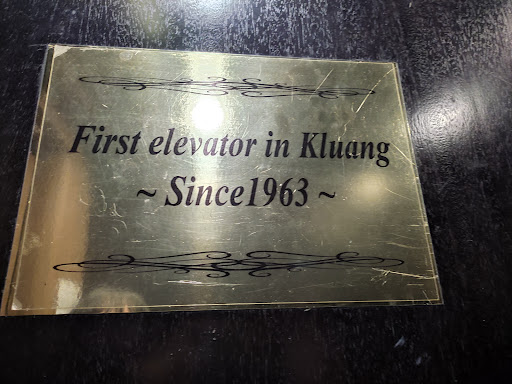 First elevator in Kluang
~ Since1963 ~